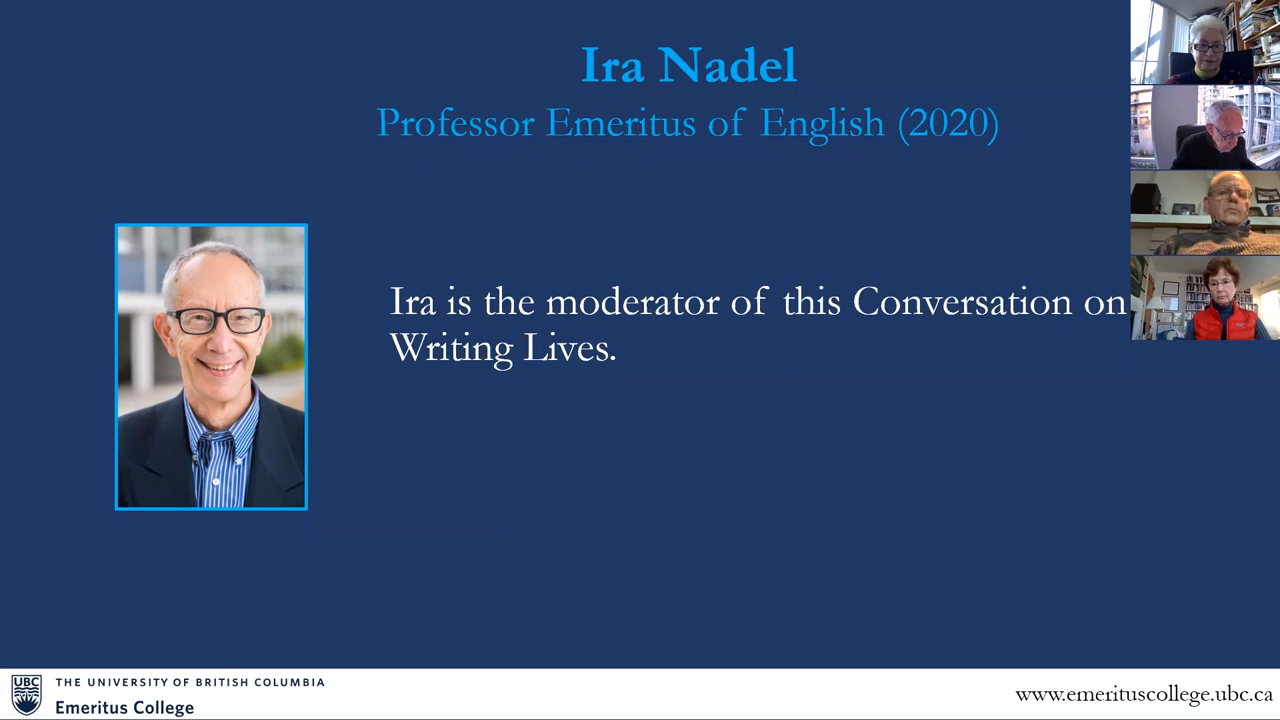 Ira Nadel
Professor Emeritus of English (2020)
Ira is the moderator of this Conversation on
Writing Lives.
UBC
THE UNIVERSITY OF BRITISH COLUMBIA
Emeritus College
www.emerituscollege.ubc.ca